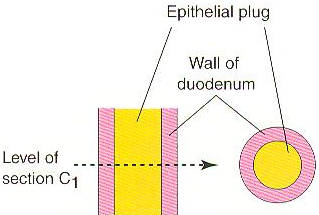 Epithelial plug
Wall of
duodenum
Level of
section C1